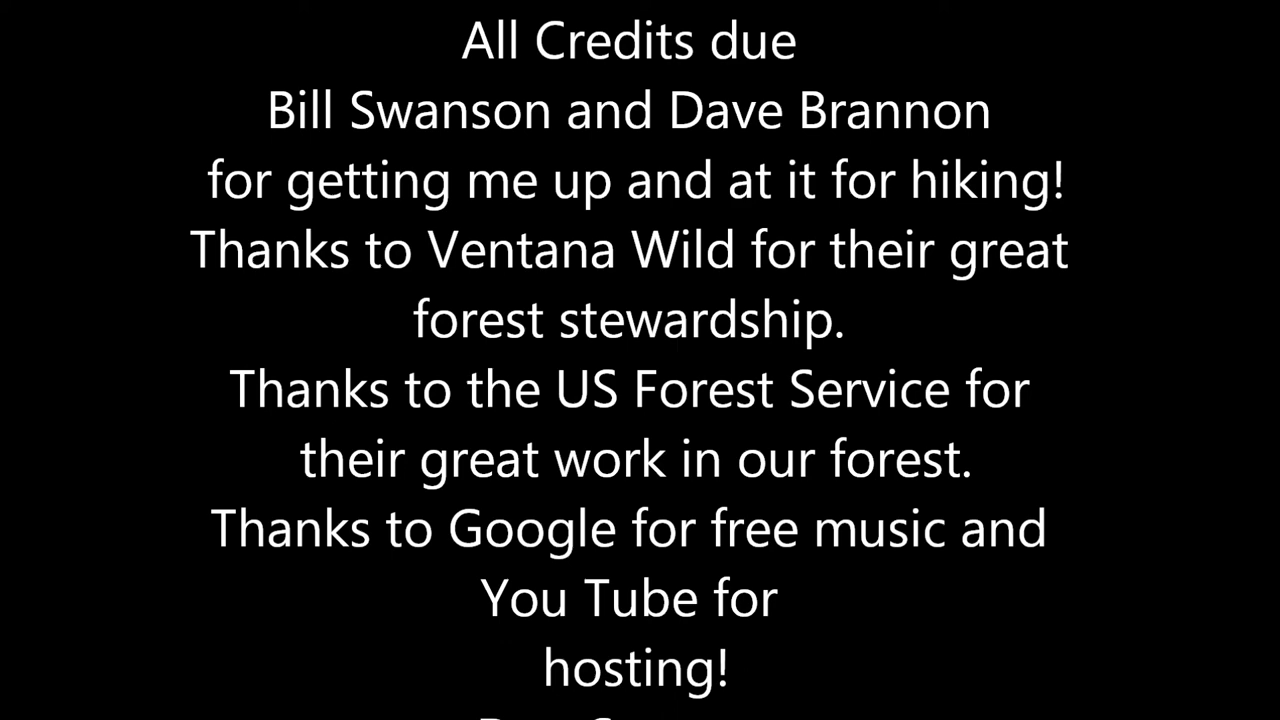 All Credits due
Bill Swanson and Dave Brannon
for getting me up and at it for hiking!
Thanks to Ventana Wild for their great
forest stewardship.
Thanks to the US Forest Service for
their great work in our forest.
Thanks to Google for free music and
You Tube for
hosting!